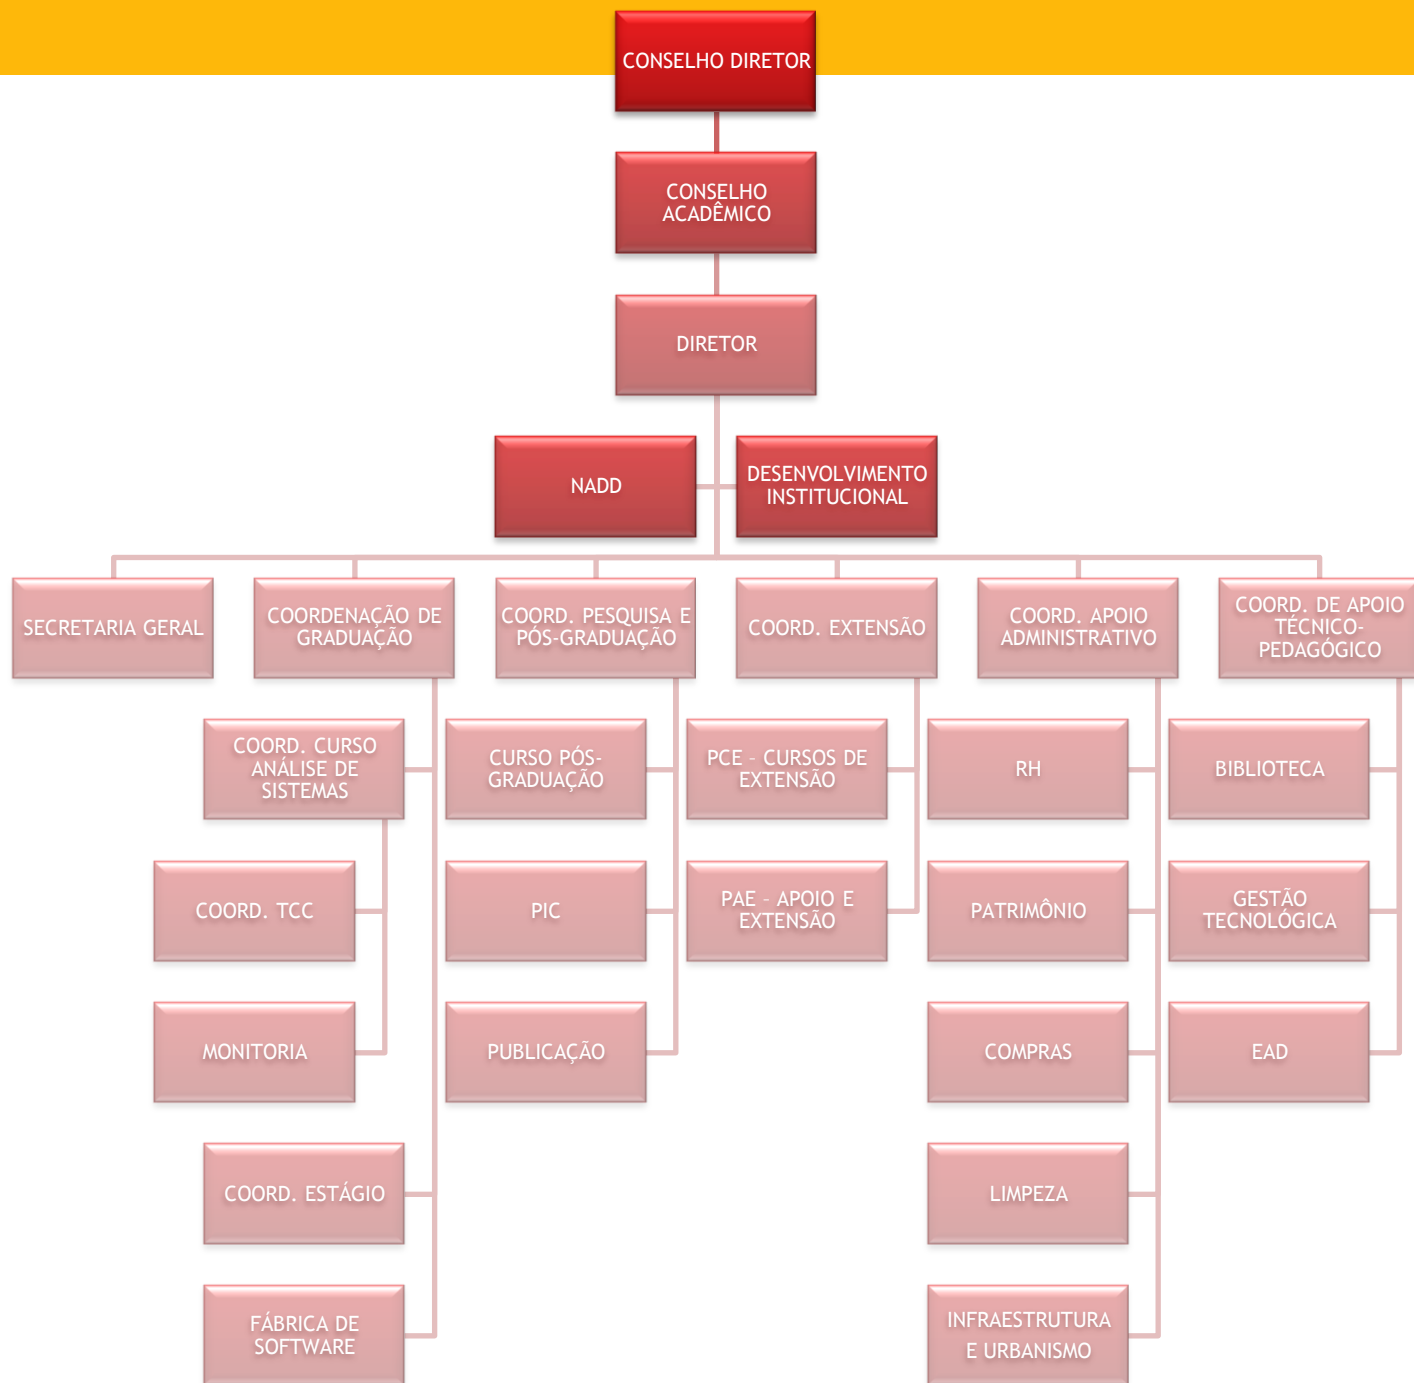 CONSELHO DIRETOR
CONSELHO
ACADÊMICO
DIRETOR
NADD
DESENVOLVIMENTO
INSTITUCIONAL
SECRETARIA GERAL
COORDENAÇÃO DE
GRADUAÇÃO
COORD. PESQUISA E
PÓS-GRADUAÇÃO
COORD. EXTENSÃO
COORD. APOIO
ADMINISTRATIVO
COORD. DE APOIO
TÉCNICO-
PEDAGÓGICO
COORD. CURSO
ANÁLISE DE
SISTEMAS
CURSO PÓS-
GRADUAÇÃO
PCE – CURSOS DE
EXTENSÃO
RH
BIBLIOTECA
COORD. TCC
PIC
PAE – APOIO E
EXTENSÃO
PATRIMÔNIO
GESTÃO
TECNOLÓGICA
MONITORIA
PUBLICAÇÃO
COMPRAS
EAD
COORD. ESTÁGIO
LIMPEZA
FÁBRICA DE
SOFTWARE
INFRAESTRUTURA
E URBANISMO